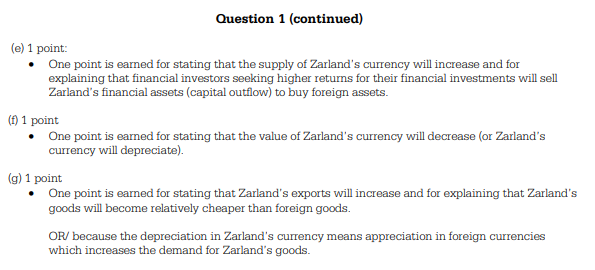 Question 1 (continued)
(e) 1 point:
• One point is earned for stating that the supply of Zarland's currency will increase and for
explaining that financial investors seeking higher returns for their financial investments will sell
Zarland's financial assets (capital outflow) to buy foreign assets.
(f) 1 point
• One point is earned for stating that the value of Zarland's currency will decrease (or Zarland's
currency will depreciate).
(g) 1 point
• One point is earned for stating that Zarland's exports will increase and for explaining that Zarland's
goods will become relatively cheaper than foreign goods.
OR/ because the depreciation in Zarland's currency means appreciation in foreign currencies
which increases the demand for Zarland's goods.